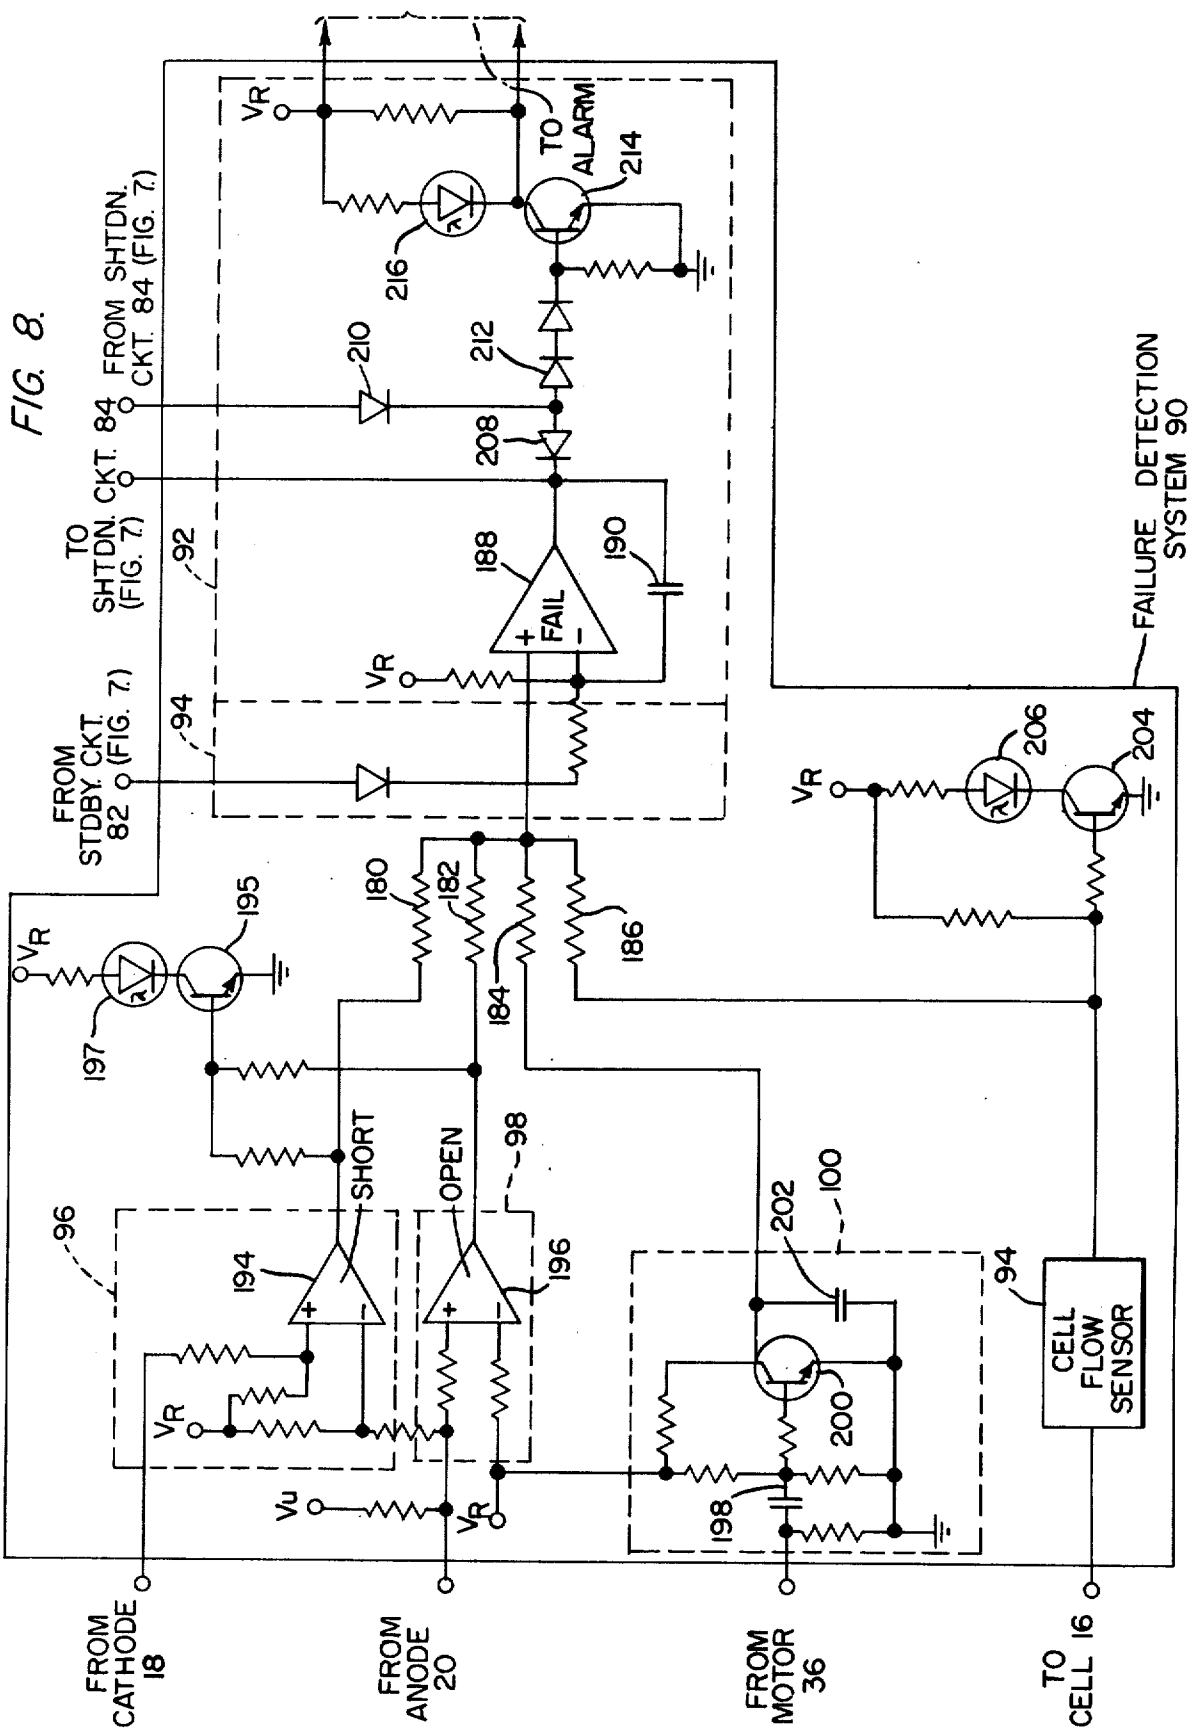 FIG. 8.
FROM
STDBY. CKT.
82 (FIG. 7.)
TO
SHTDN. CKT. 84
(FIG. 7.)
FROM SHTDN.
CKT. 84 (FIG. 7.)
VR
VR
197
195
94
92
VR
FAIL
+
−
188
190
208
210
212
216
VR
214
TO
ALARM
180
182
184
186
96
194
+
−
SHORT
VR
98
OPEN
+
−
196
Vu
VR
100
202
200
198
94
CELL
FLOW
SENSOR
VR
206
204
FROM
CATHODE
18
FROM
ANODE
20
FROM
MOTOR
36
TO
CELL 16
FAILURE DETECTION
SYSTEM 90